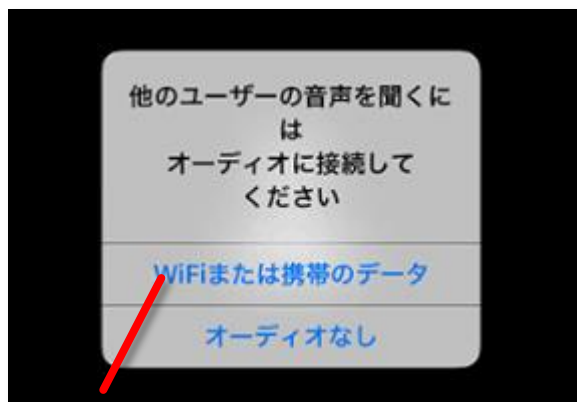 他のユーザーの音声を聞くに
は
オーディオに接続して
ください
WiFiまたは携帯のデータ
オーディオなし